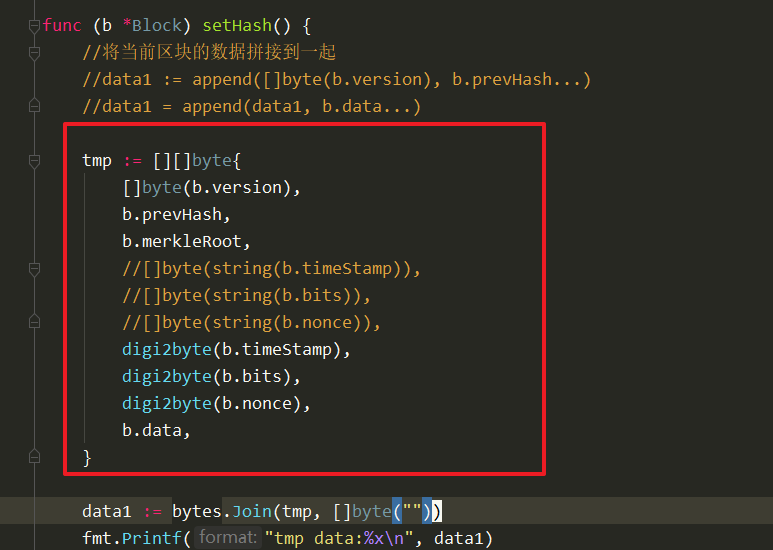 func (b *Block) setHash() {
//将当前区块的数据拼接到一起
//data1 := append([]byte(b.version), b.prevHash...)
//data1 = append(data1, b.data...)
tmp := [][]byte{
[]byte(b.version),
b.prevHash,
b.merkleRoot,
//[]byte(string(b.timeStamp)),
//[]byte(string(b.bits)),
//[]byte(string(b.nonce)),
digi2byte(b.timeStamp),
digi2byte(b.bits),
digi2byte(b.nonce),
b.data,
}
data1 := bytes.Join(tmp, []byte(""))
fmt.Printf( format: "tmp data:%x\n", data1)